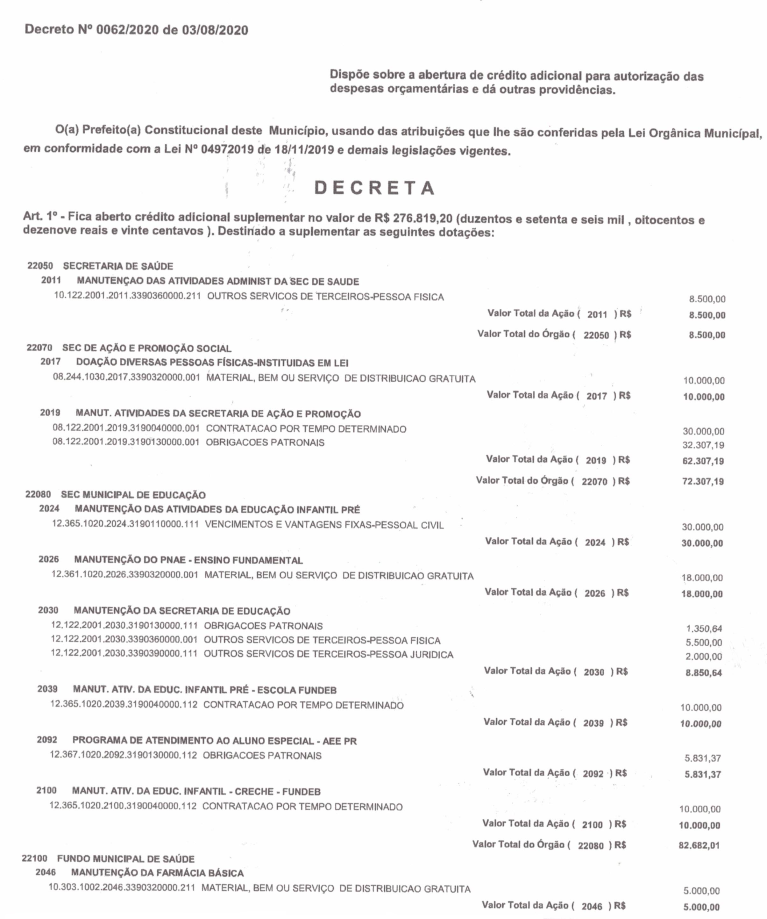 Decreto Nº 0062/2020 de 03/08/2020
Dispõe sobre a abertura de crédito adicional para autorização das
despesas orçamentárias e dá outras providências.
O(a) Prefeito(a) Constitucional deste Município, usando das atribuições que lhe são conferidas pela Lei Orgânica Municípal,
em conformidade com a Lei Nº 04972019 de 18/11/2019 e demais legislações vigentes.
DECRETA
Art. 1º - Fica aberto crédito adicional suplementar no valor de R$ 276.819,20 (duzentos e setenta e seis mil , oitocentos e
dezenove reais e vinte centavos ). Destinado a suplementar as seguintes dotações:
22050 SECRETARIA DE SAÚDE
2011 MANUTENÇAO DAS ATIVIDADES ADMINIST DA SEC DE SAUDE
10.122.2001.2011.3390360000.211 OUTROS SERVICOS DE TERCEIROS-PESSOA FISICA 8.500,00
Valor Total da Ação ( 2011 ) R$ 8.500,00
Valor Total do Órgão ( 22050 ) R$ 8.500,00
22070 SEC DE AÇÃO E PROMOÇÃO SOCIAL
2017 DOAÇÃO DIVERSAS PESSOAS FÍSICAS-INSTITUIDAS EM LEI
08.244.1030.2017.3390320000.001 MATERIAL, BEM OU SERVIÇO DE DISTRIBUICAO GRATUITA 10.000,00
Valor Total da Ação ( 2017 ) R$ 10.000,00
2019 MANUT. ATIVIDADES DA SECRETARIA DE AÇÃO E PROMOÇÃO
08.122.2001.2019.3190040000.001 CONTRATACAO POR TEMPO DETERMINADO 30.000,00
08.122.2001.2019.3190130000.001 OBRIGACOES PATRONAIS 32.307,19
Valor Total da Ação ( 2019 ) R$ 62.307,19
Valor Total do Órgão ( 22070 ) R$ 72.307,19
22080 SEC MUNICIPAL DE EDUCAÇÃO
2024 MANUTENÇÃO DAS ATIVIDADES DA EDUCAÇÃO INFANTIL PRÉ
12.365.1020.2024.3190110000.111 VENCIMENTOS E VANTAGENS FIXAS-PESSOAL CIVIL 30.000,00
Valor Total da Ação ( 2024 ) R$ 30.000,00
2026 MANUTENÇÃO DO PNAE - ENSINO FUNDAMENTAL
12.361.1020.2026.3390320000.001 MATERIAL, BEM OU SERVIÇO DE DISTRIBUICAO GRATUITA 18.000,00
Valor Total da Ação ( 2026 ) R$ 18.000,00
2030 MANUTENÇÃO DA SECRETARIA DE EDUCAÇÃO
12.122.2001.2030.3190130000.111 OBRIGACOES PATRONAIS 1.350,64
12.122.2001.2030.3390360000.001 OUTROS SERVICOS DE TERCEIROS-PESSOA FISICA 5.500,00
12.122.2001.2030.3390390000.111 OUTROS SERVICOS DE TERCEIROS-PESSOA JURIDICA 2.000,00
Valor Total da Ação ( 2030 ) R$ 8.850,64
2039 MANUT. ATIV. DA EDUC. INFANTIL PRÉ - ESCOLA FUNDEB
12.365.1020.2039.3190040000.112 CONTRATACAO POR TEMPO DETERMINADO 10.000,00
Valor Total da Ação ( 2039 ) R$ 10.000,00
2092 PROGRAMA DE ATENDIMENTO AO ALUNO ESPECIAL - AEE PR
12.367.1020.2092.3190130000.112 OBRIGACOES PATRONAIS 5.831,37
Valor Total da Ação ( 2092 ) R$ 5.831,37
2100 MANUT. ATIV. DA EDUC. INFANTIL - CRECHE - FUNDEB
12.365.1020.2100.3190040000.112 CONTRATACAO POR TEMPO DETERMINADO 10.000,00
Valor Total da Ação ( 2100 ) R$ 10.000,00
Valor Total do Órgão ( 22080 ) R$ 82.682,01
22100 FUNDO MUNICIPAL DE SAÚDE
2046 MANUTENÇÃO DA FARMÁCIA BÁSICA
10.303.1002.2046.3390320000.211 MATERIAL, BEM OU SERVIÇO DE DISTRIBUICAO GRATUITA 5.000,00
Valor Total da Ação ( 2046 ) R$ 5.000,00